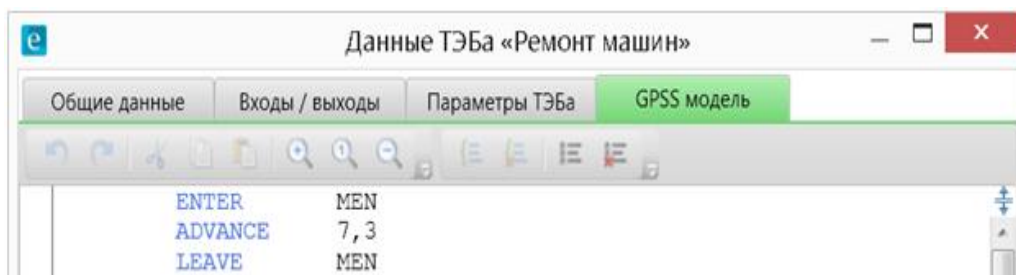 Данные ТЭБа «Ремонт машин»
Общие данные Входы / выходы Параметры ТЭБа GPSS модель
ENTER MEN
ADVANCE 7,3
LEAVE MEN